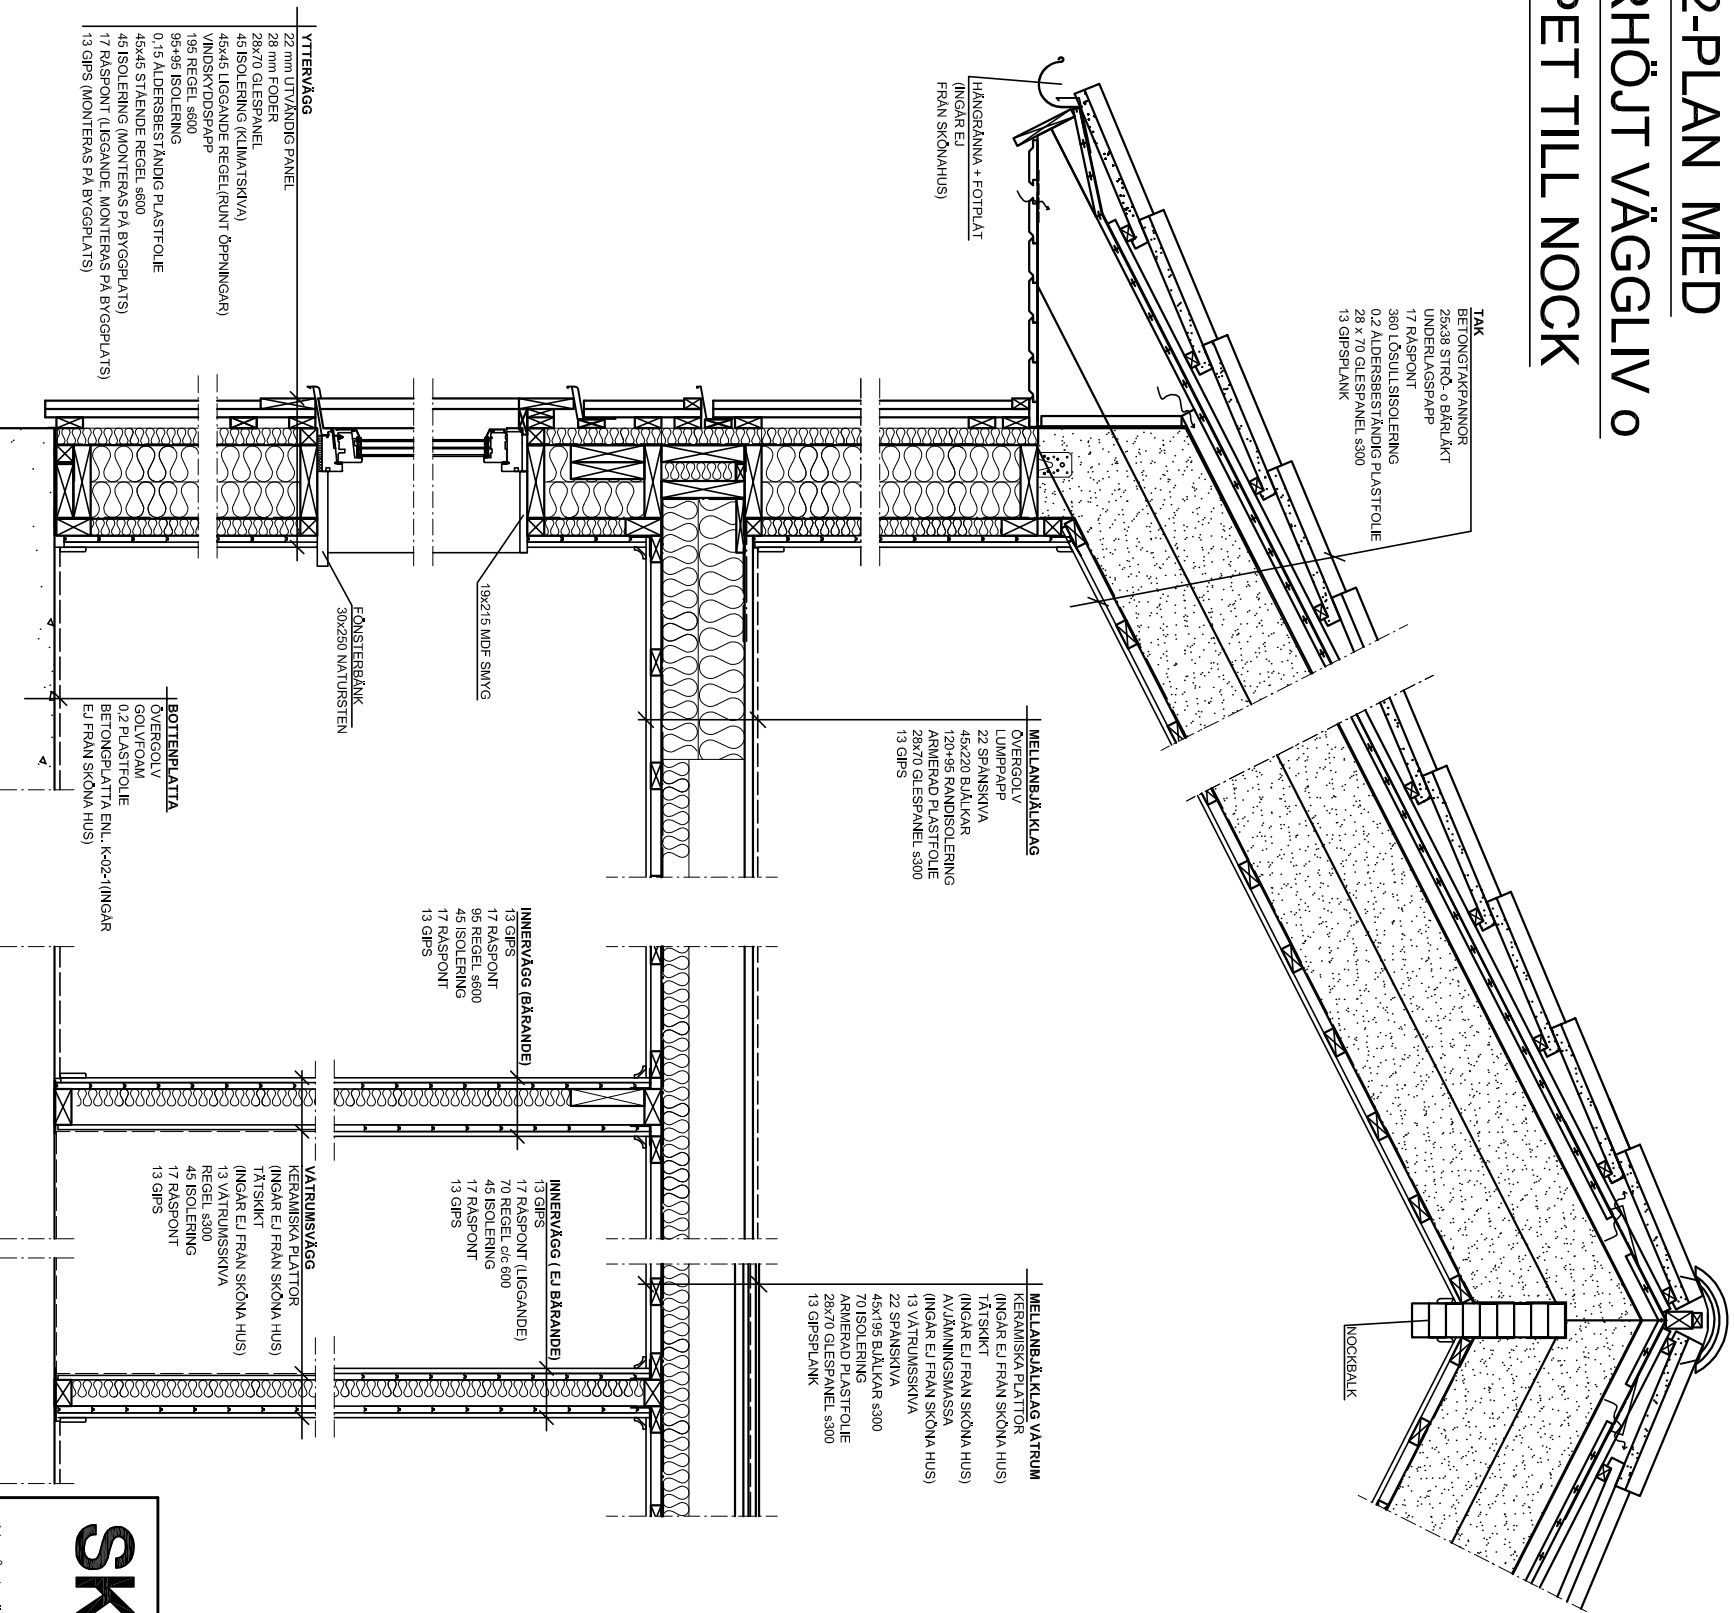 2-PLAN MED
RHÖJT VÄGGLIV o
PET TILL NOCK
TAK
BETONGTAKPANNOR
25x38 STRÖ- o BÄRLÄKT
UNDERLAGSPAPP
17 RÅSPONT
360 LÖSULLSISOLERING
0.2 ÅLDERSBESTÄNDIG PLASTFOLIE
28 x 70 GLESPANEL s300
13 GIPSPLANK
HÄNGRÄNNA + FOTPLÅT
(INGÅR EJ
FRÅN SKÖNAHUS)
NOCKBALK
MELLANBJÄLKLAG
ÖVERGOLV
LUMPPAPP
22 SPÅNSKIVA
45x220 BJÄLKAR
120+95 RANDISOLERING
ARMERAD PLASTFOLIE
28x70 GLESPANEL s300
13 GIPS
MELLANBJÄLKLAG VÅTRUM
KERAMISKA PLATTOR
(INGÅR EJ FRÅN SKÖNA HUS)
TÄTSKIKT
(INGÅR EJ FRÅN SKÖNA HUS)
AVJÄMNINGSMASSA
(INGÅR EJ FRÅN SKÖNA HUS)
13 VÅTRUMSSKIVA
22 SPÅNSKIVA
45x195 BJÄLKAR s300
70 ISOLERING
ARMERAD PLASTFOLIE
28x70 GLESPANEL s300
13 GIPSPLANK
YTTERVÄGG
22 mm UTVÄNDIG PANEL
28 mm FODER
28x70 GLESPANEL
45 ISOLERING (KLIMATSKIVA)
45x45 LIGGANDE REGEL(RUNT ÖPPNINGAR)
VINDSKYDDSPAPP
195 REGEL s600
95+95 ISOLERING
0,15 ÅLDERSBESTÄNDIG PLASTFOLIE
45x45 STÅENDE REGEL s600
45 ISOLERING (MONTERAS PÅ BYGGPLATS)
17 RÅSPONT (LIGGANDE, MONTERAS PÅ BYGGPLATS)
13 GIPS (MONTERAS PÅ BYGGPLATS)
19x215 MDF SMYG
FÖNSTERBÄNK
30x250 NATURSTEN
INNERVÄGG (BÄRANDE)
13 GIPS
17 RÅSPONT
95 REGEL s600
45 ISOLERING
17 RÅSPONT
13 GIPS
INNERVÄGG ( EJ BÄRANDE)
13 GIPS
17 RÅSPONT (LIGGANDE)
70 REGEL c/c 600
45 ISOLERING
17 RÅSPONT
13 GIPS
VÅTRUMSVÄGG
KERAMISKA PLATTOR
(INGÅR EJ FRÅN SKÖNA HUS)
TÄTSKIKT
(INGÅR EJ FRÅN SKÖNA HUS)
13 VÅTRUMSSKIVA
REGEL s300
45 ISOLERING
17 RÅSPONT
13 GIPS
BOTTENPLATTA
ÖVERGOLV
GOLVFOAM
0,2 PLASTFOLIE
BETONGPLATTA ENL. K-02-1(INGÅR
EJ FRÅN SKÖNA HUS)
SK